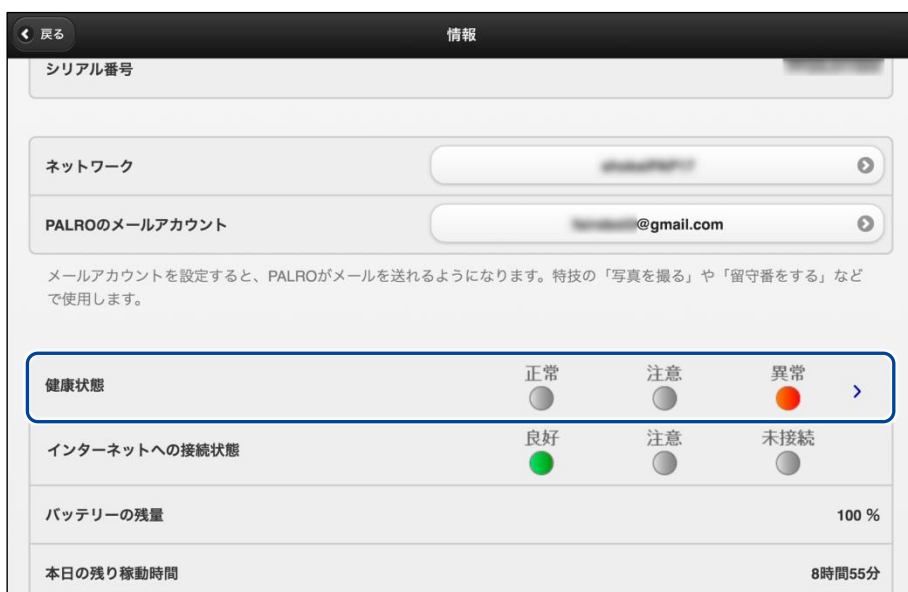 戻る
情報
シリアル番号
ネットワーク
PALROのメールアカウント
@gmail.com
メールアカウントを設定すると、PALROがメールを送れるようになります。特技の「写真を撮る」や「留守番をする」など
で使用します。
健康状態 正常 注意 異常
インターネットへの接続状態 良好 注意 未接続
バッテリーの残量 100 %
本日の残り稼動時間 8時間55分